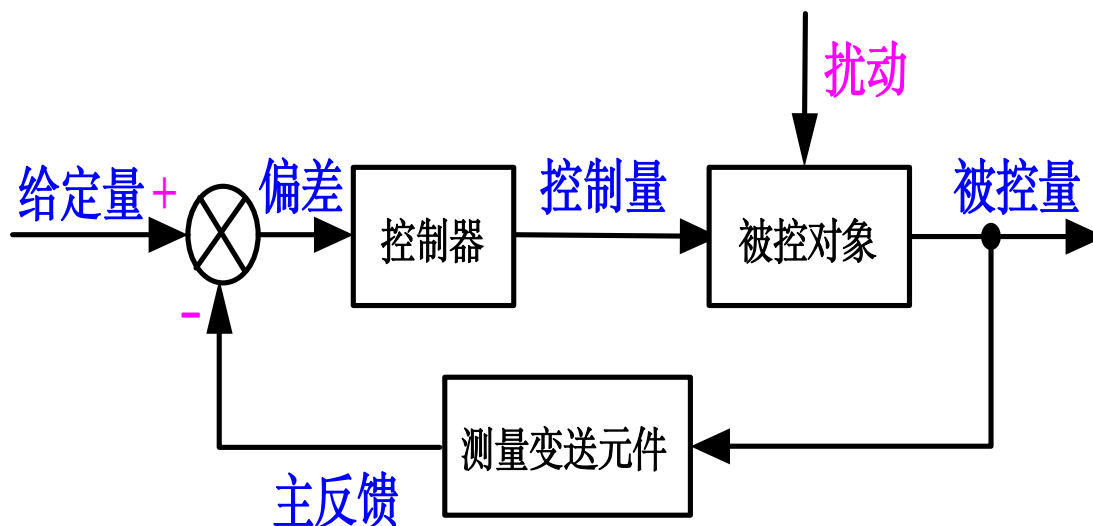 扰动
给定量 +
偏差
控制量
被控量
控制器
被控对象
-
测量变送元件
主反馈